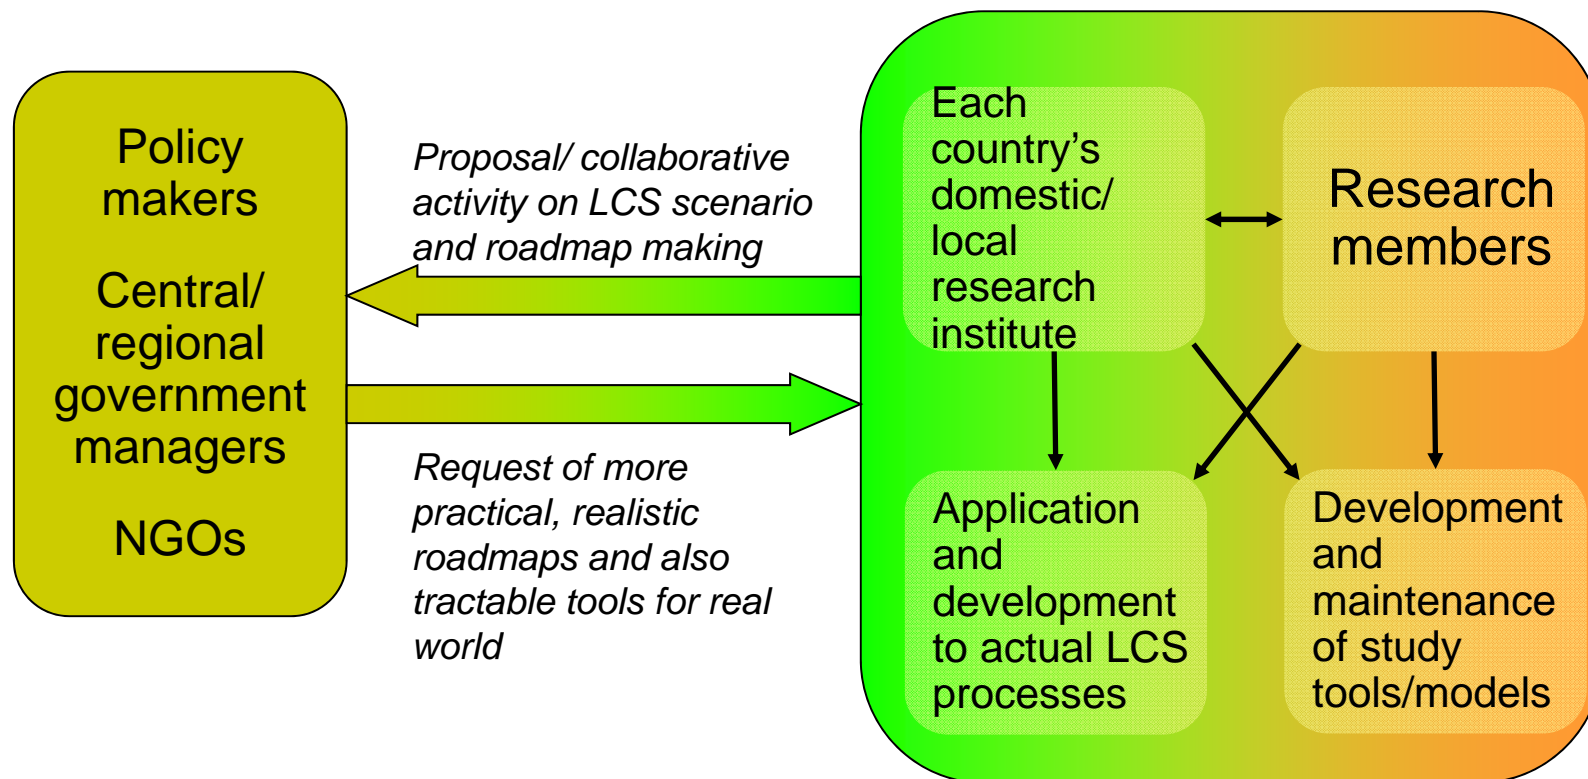 Policy
makers
Central/
regional
government
managers
NGOs
Proposal/ collaborative
activity on LCS scenario
and roadmap making
Request of more
practical, realistic
roadmaps and also
tractable tools for real
world
Each
country's
domestic/
local
research
institute
Research
members
Application
and
development
to actual LCS
processes
Development
and
maintenance
of study
tools/models